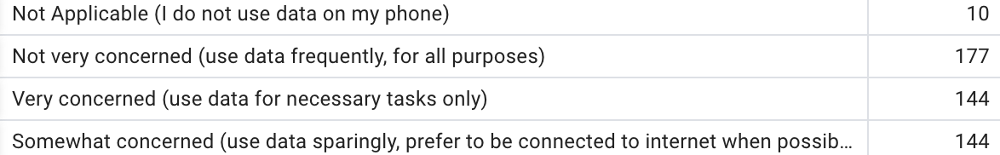 Not Applicable (I do not use data on my phone) 10
Not very concerned (use data frequently, for all purposes) 177
Very concerned (use data for necessary tasks only) 144
Somewhat concerned (use data sparingly, prefer to be connected to internet when possib... 144